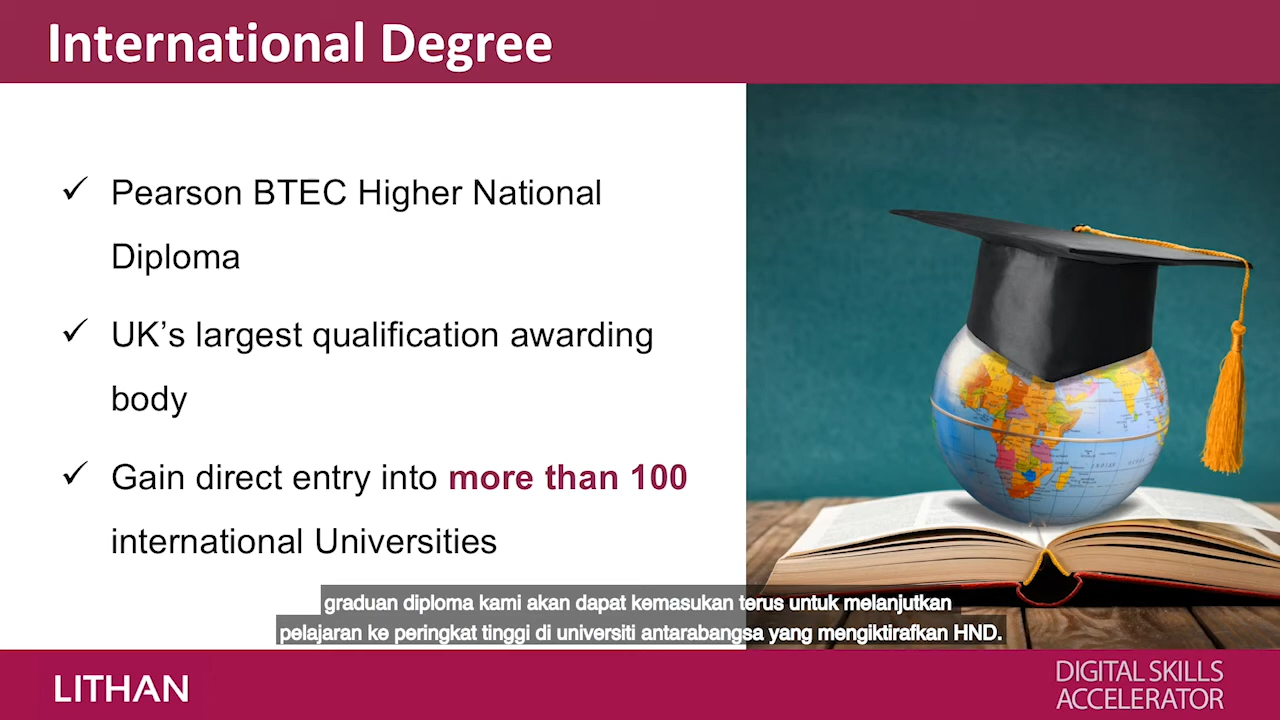 International Degree
✓ Pearson BTEC Higher National
Diploma
✓ UK's largest qualification awarding
body
✓ Gain direct entry into more than 100
international Universities
graduan diploma kami akan dapat kemasukan terus untuk melanjutkan
pelajaran ke peringkat tinggi di universiti antarabangsa yang mengiktirafkan HND.
LITHAN
DIGITAL SKILLS
ACCELERATOR